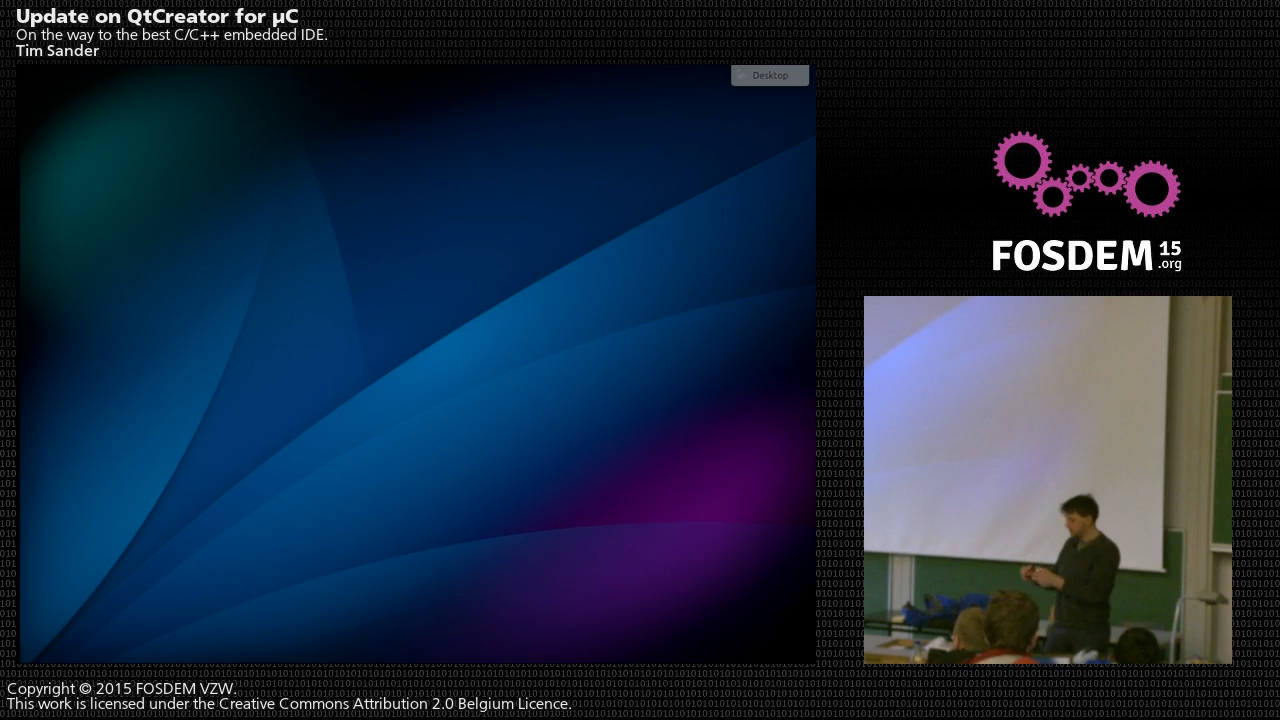 Update on QtCreator for µC
On the way to the best C/C++ embedded IDE.
Tim Sander
Desktop
FOSDEM 15
.org
Copyright © 2015 FOSDEM VZW.
This work is licensed under the Creative Commons Attribution 2.0 Belgium Licence.